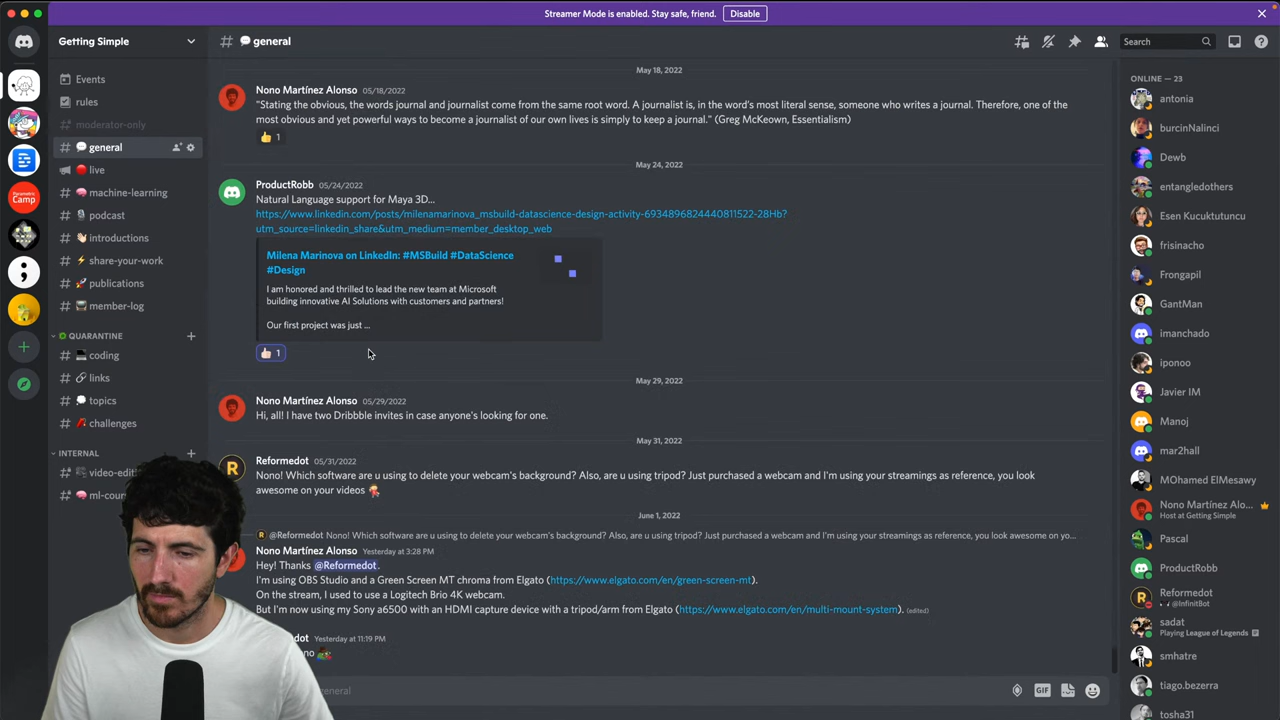 Streamer Mode is enabled. Stay safe, friend.
Disable
Getting Simple
general
Search
Events
rules
moderator-only
general
live
machine-learning
podcast
introductions
share-your-work
publications
member-log
QUARANTINE
coding
links
topics
challenges
INTERNAL
video-edit
ml-cou
May 18, 2022
Nono Martínez Alonso 05/18/2022
"Stating the obvious, the words journal and journalist come from the same root word. A journalist is, in the word's most literal sense, someone who writes a journal. Therefore, one of the
most obvious and yet powerful ways to become a journalist of our own lives is simply to keep a journal." (Greg McKeown, Essentialism)
1
May 24, 2022
ProductRobb 05/24/2022
Natural Language support for Maya 3D...
https://www.linkedin.com/posts/milenamarinova_msbuild-datascience-design-activity-6934896824440811522-28Hb?
utm_source=linkedin_share&utm_medium=member_desktop_web
Milena Marinova on LinkedIn: #MSBuild #DataScience
#Design
I am honored and thrilled to lead the new team at Microsoft
building innovative AI Solutions with customers and partners!
Our first project was just ...
1
May 29, 2022
Nono Martínez Alonso 05/29/2022
Hi, all! I have two Dribbble invites in case anyone's looking for one.
May 31, 2022
Reformedot 05/31/2022
Nono! Which software are u using to delete your webcam's background? Also, are u using tripod? Just purchased a webcam and I'm using your streamings as reference, you look
awesome on your videos
June 1, 2022
@Reformedot Nono! Which software are u using to delete your webcam's background? Also, are u using tripod? Just purchased a webcam and I'm using your streamings as reference, you look awesome on yo...
Nono Martínez Alonso Yesterday at 3:28 PM
Hey! Thanks @Reformedot.
I'm using OBS Studio and a Green Screen MT chroma from Elgato (https://www.elgato.com/en/green-screen-mt).
On the stream, I used to use a Logitech Brio 4K webcam.
But I'm now using my Sony a6500 with an HDMI capture device with a tripod/arm from Elgato (https://www.elgato.com/en/multi-mount-system). (edited)
dot Yesterday at 11:19 PM
no
general
GIF
ONLINE — 23
antonia
burcinNalinci
Dewb
entangledothers
Esen Kucuktutuncu
frisinacho
Frongapil
GantMan
imanchado
iponoo
Javier IM
Manoj
mar2hall
MOhamed ElMesawy
Nono Martínez Alo...
Host at Getting Simple
Pascal
ProductRobb
Reformedot
@InfinitBot
sadat
Playing League of Legends
smhatre
tiago.bezerra
tosha31
R
R
Parametric
Camp